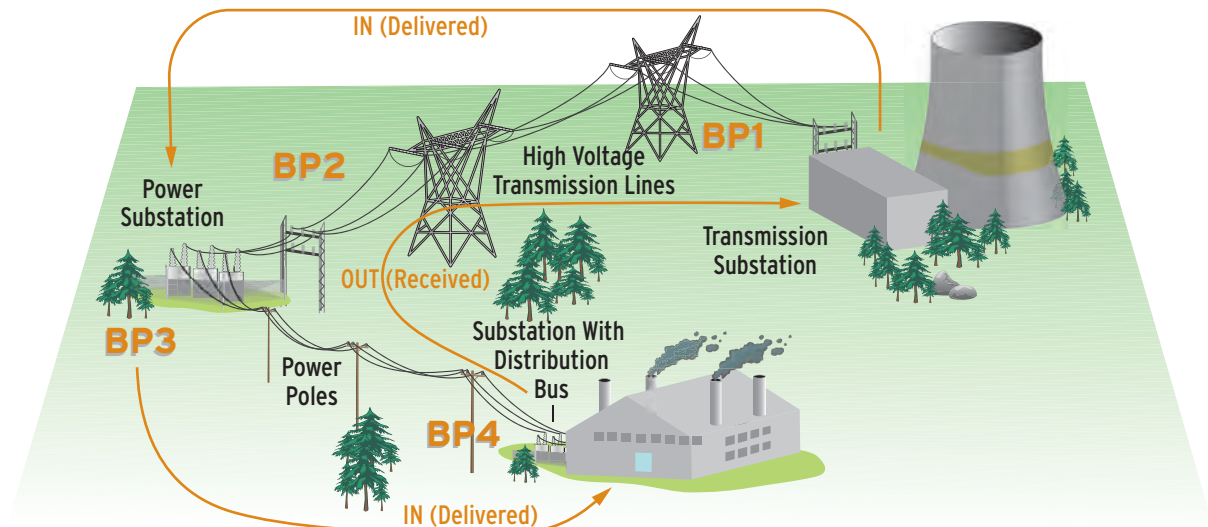 IN (Delivered)
BP1
High Voltage
Transmission Lines
BP2
Power
Substation
Transmission
Substation
OUT (Received)
Substation With
Distribution
Bus
BP3
Power
Poles
BP4
IN (Delivered)